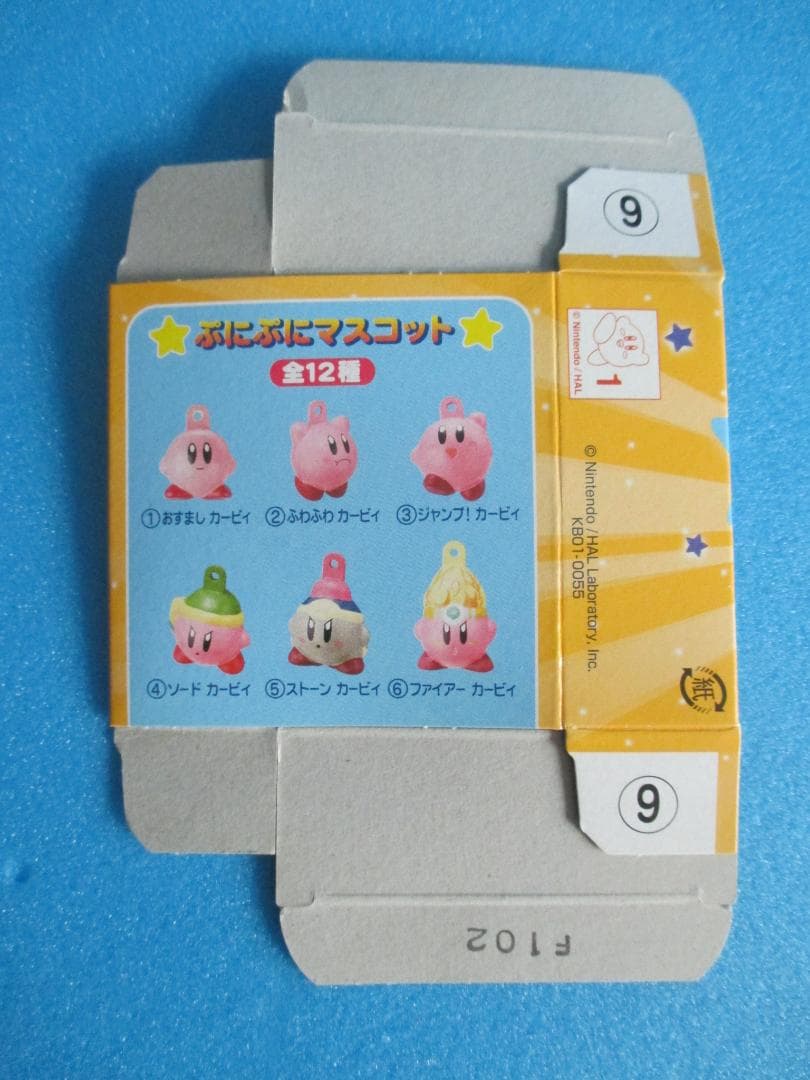 9
ぷにぷにマスコット
全12種
①おすまし カービィ
②ふわふわ カービィ
③ジャンプ! カービィ
④ソード カービィ
⑤ストーン カービィ
⑥ファイアー カービィ
© Nintendo / HAL
1
© Nintendo / HAL Laboratory, Inc.
KB01-0055
紙
9
F102